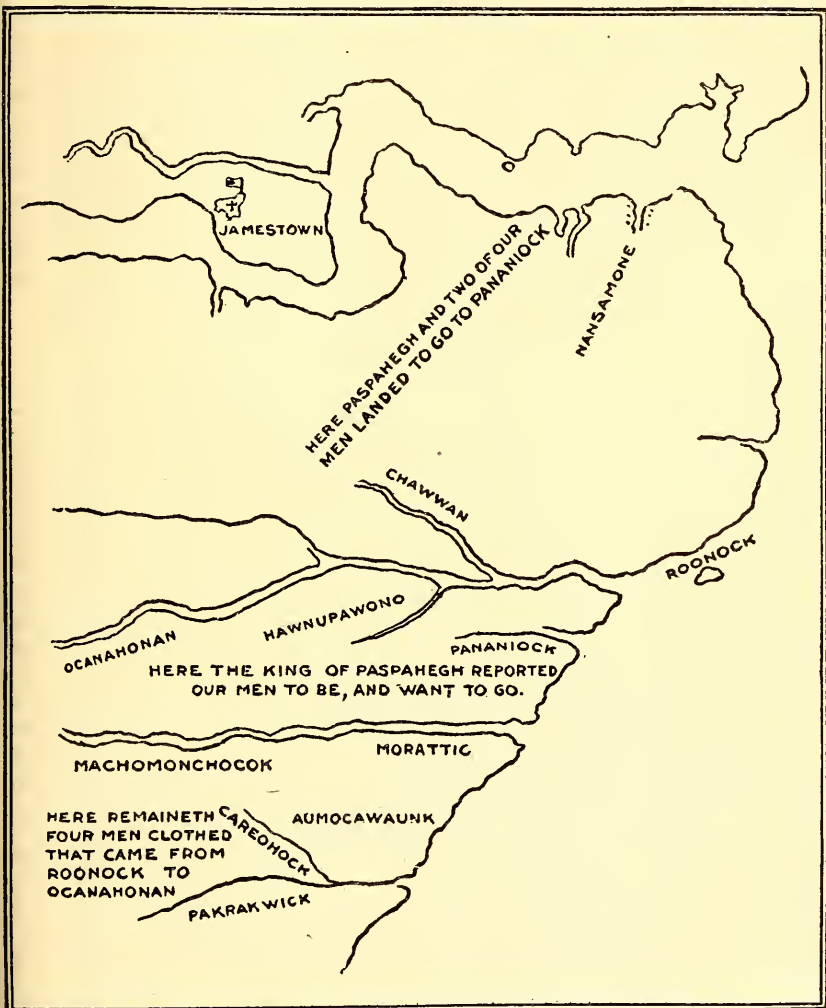 JAMESTOWN
HERE PASPAHEGH AND TWO OF OUR
MEN LANDED TO GO TO PANANIOCK
NANSAMONE
CHAWWAN
ROONOCK
OCANAHONAN
HAWNUPAWONO
PANANIOCK
HERE THE KING OF PASPAHEGH REPORTED
OUR MEN TO BE, AND WANT TO GO.
MORATTIC
MACHOMONCHOCOK
HERE REMAINETH
FOUR MEN CLOTHED
THAT CAME FROM
ROONOCK TO
OCANAHONAN
CAREOHOCK
AUMOCAWAUNK
PAKRAKWICK